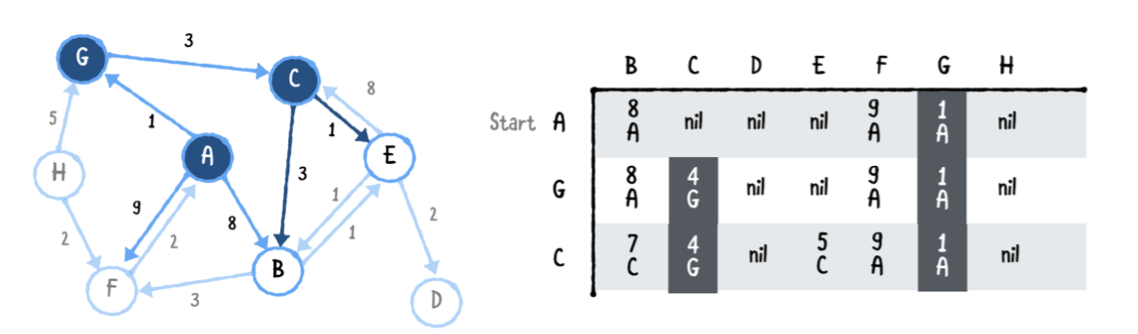 G
3
C
8
5
1
1
A
E
H
3
1
9
8
2
2
2
1
B
F
3
D
B C D E F G H
Start A 8 nil nil nil 9 1 nil
A A A
G 8 4 nil nil 9 1 nil
A G A A
C 7 4 nil 5 9 1 nil
C G C A A